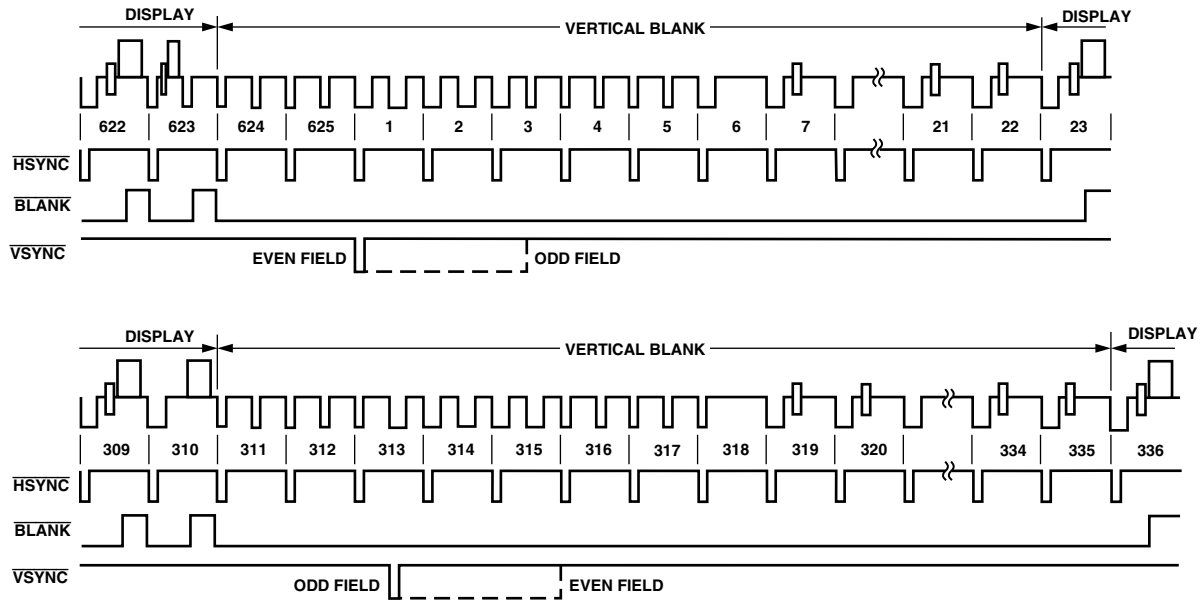 DISPLAY VERTICAL BLANK DISPLAY
622 623 624 625 1 2 3 4 5 6 7 21 22 23
HSYNC
BLANK
VSYNC
EVEN FIELD ODD FIELD
DISPLAY VERTICAL BLANK DISPLAY
309 310 311 312 313 314 315 316 317 318 319 320 334 335 336
HSYNC
BLANK
VSYNC
ODD FIELD EVEN FIELD